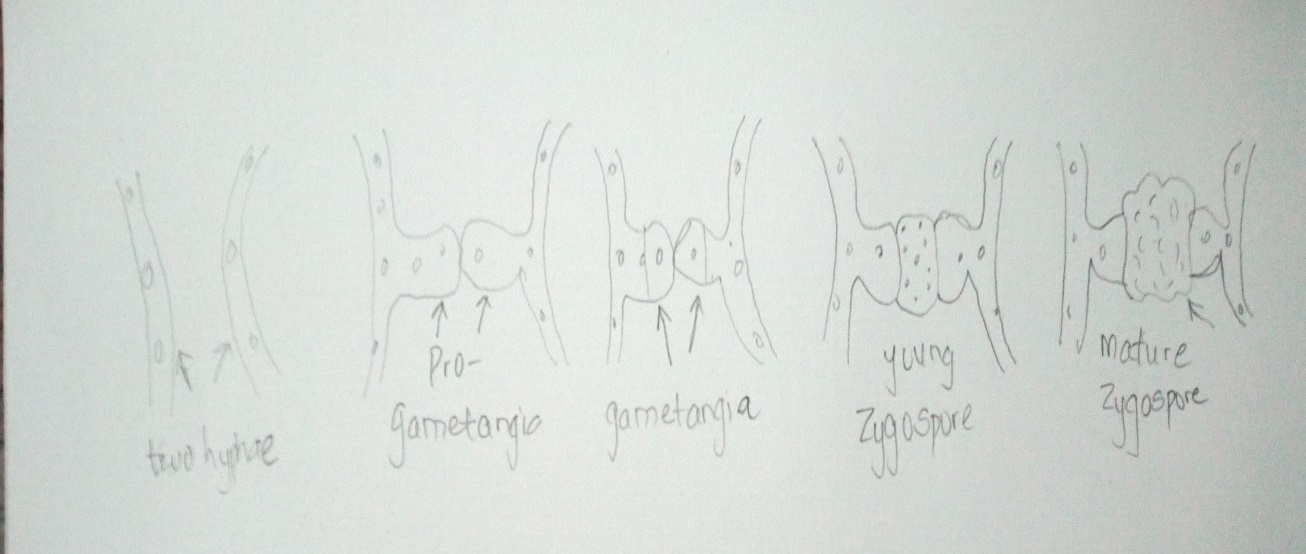 two hyphae
Pro-
Gametangia
gametangia
young
Zygospore
mature
Zygospore